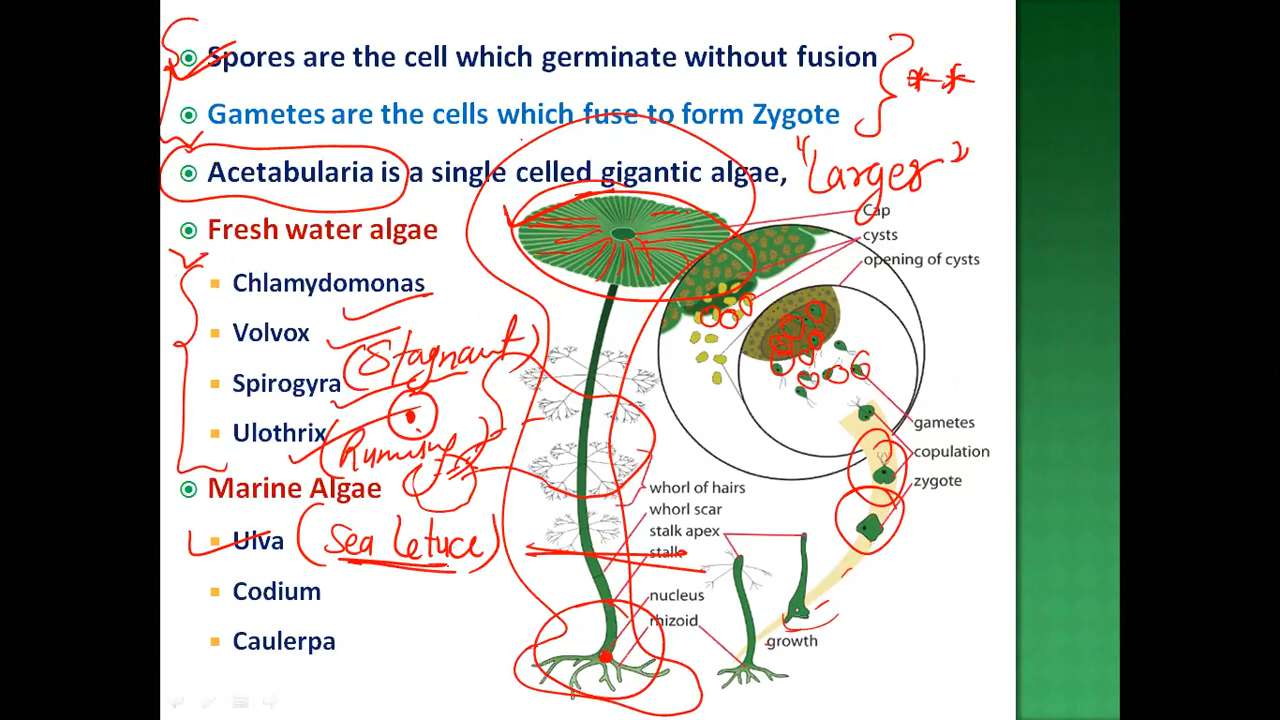 Spores are the cell which germinate without fusion
Gametes are the cells which fuse to form Zygote
Acetabularia is a single celled gigantic algae,
"Larger"
Fresh water algae
Chlamydomonas
Volvox
(Stagnant)
Spirogyra
Ulothrix
(Running)
Marine Algae
Ulva (Sea Letuce)
Codium
Caulerpa
Cap
cysts
opening of cysts
gametes
copulation
zygote
whorl of hairs
whorl scar
stalk apex
stalk
nucleus
rhizoid
growth